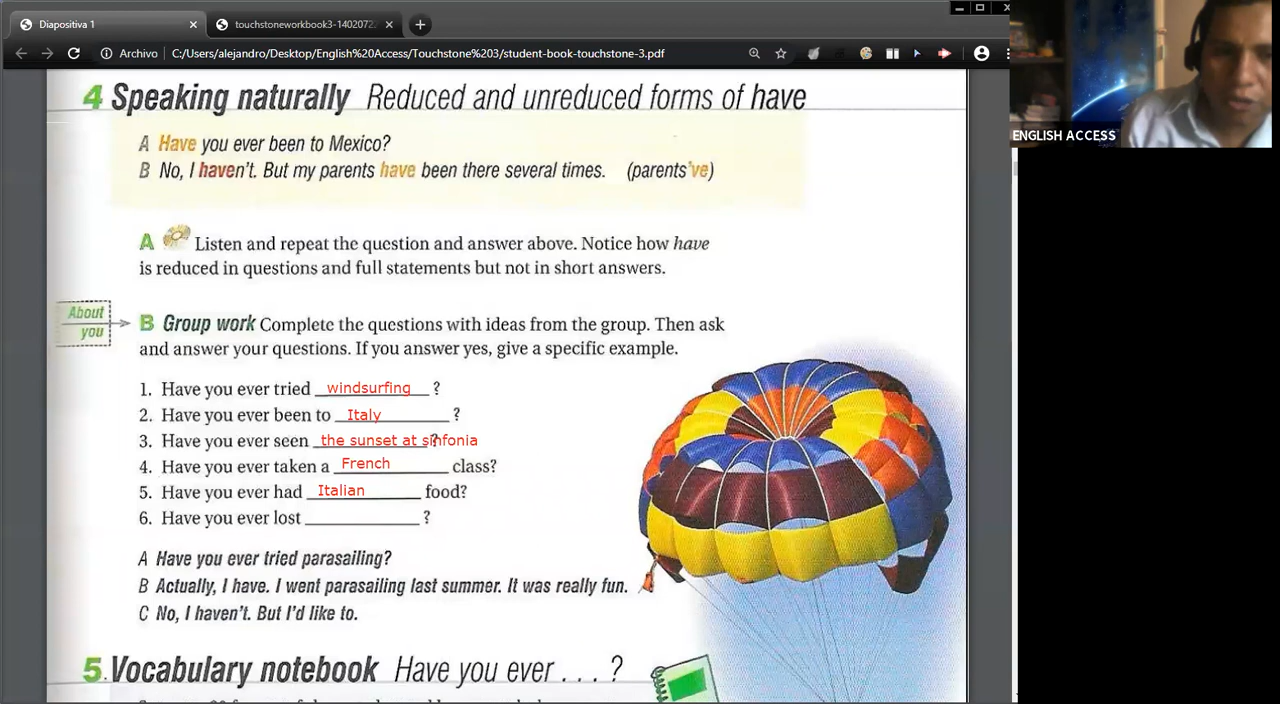 Diapositiva 1
touchstoneworkbook3-1402072
Archivo C:/Users/alejandro/Desktop/English%20Access/Touchstone%203/student-book-touchstone-3.pdf
ENGLISH ACCESS
4 Speaking naturally Reduced and unreduced forms of have
A Have you ever been to Mexico?
B No, I haven't. But my parents have been there several times. (parents've)
A Listen and repeat the question and answer above. Notice how have
is reduced in questions and full statements but not in short answers.
About
you
B Group work Complete the questions with ideas from the group. Then ask
and answer your questions. If you answer yes, give a specific example.
1. Have you ever tried windsurfing ?
2. Have you ever been to Italy ?
3. Have you ever seen the sunset at sinfonia ?
4. Have you ever taken a French class?
5. Have you ever had Italian food?
6. Have you ever lost ?
A Have you ever tried parasailing?
B Actually, I have. I went parasailing last summer. It was really fun.
C No, I haven't. But I'd like to.
5 Vocabulary notebook Have you ever . . . ?